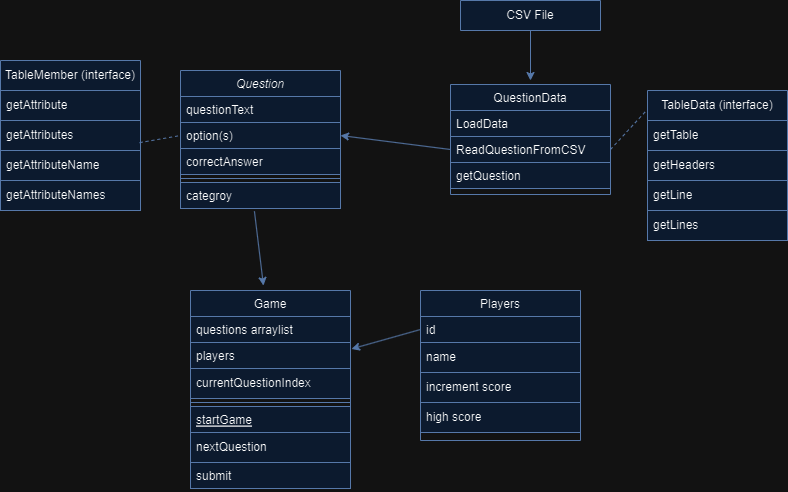 CSV File
TableMember (interface)
getAttribute
getAttributes
getAttributeName
getAttributeNames
Question
questionText
option(s)
correctAnswer
categroy
QuestionData
LoadData
ReadQuestionFromCSV
getQuestion
TableData (interface)
getTable
getHeaders
getLine
getLines
Game
questions arraylist
players
currentQuestionIndex
startGame
nextQuestion
submit
Players
id
name
increment score
high score